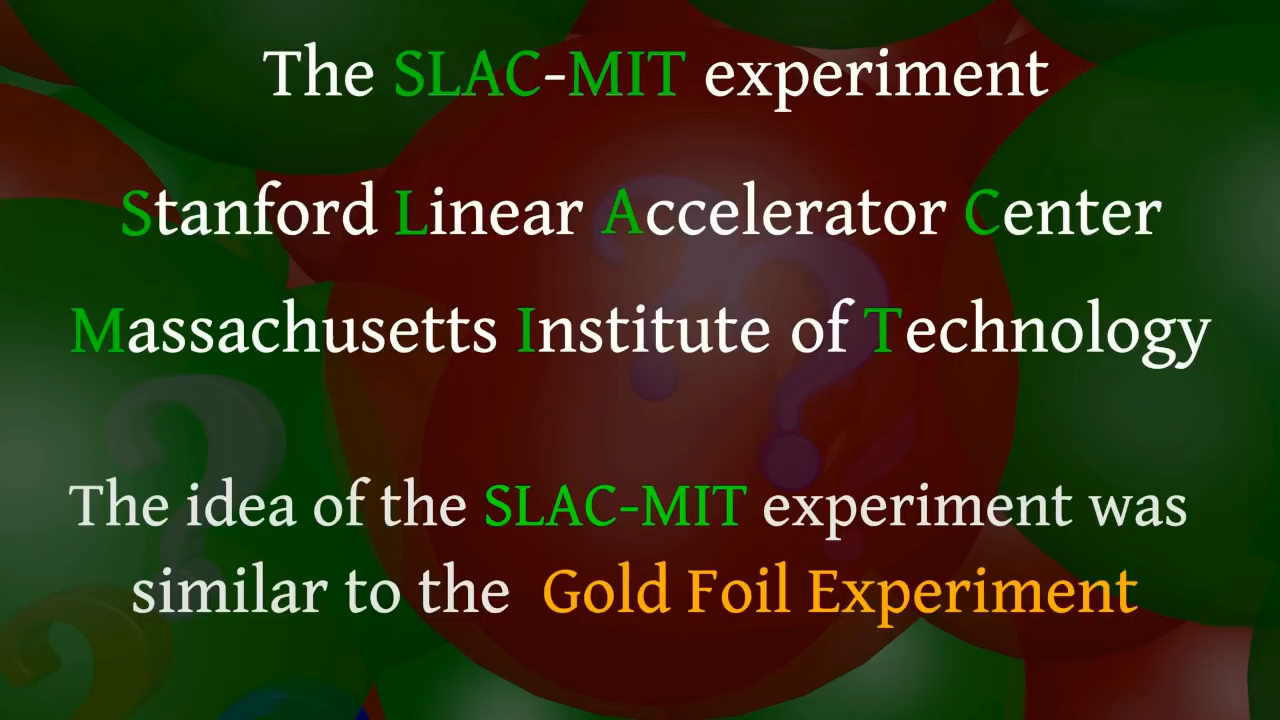 The SLAC-MIT experiment
Stanford Linear Accelerator Center
Massachusetts Institute of Technology
The idea of the SLAC-MIT experiment was
similar to the Gold Foil Experiment